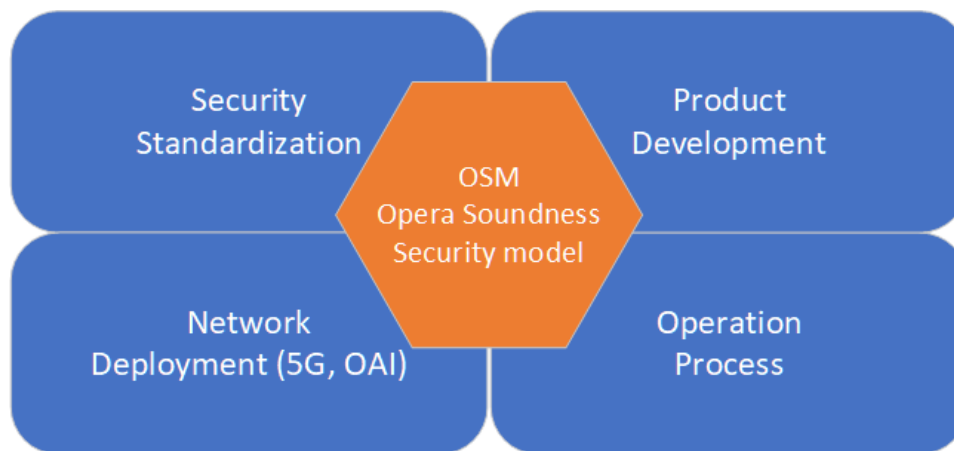 Security
Standardization
Product
Development
OSM
Opera Soundness
Security model
Network
Deployment (5G, OAI)
Operation
Process